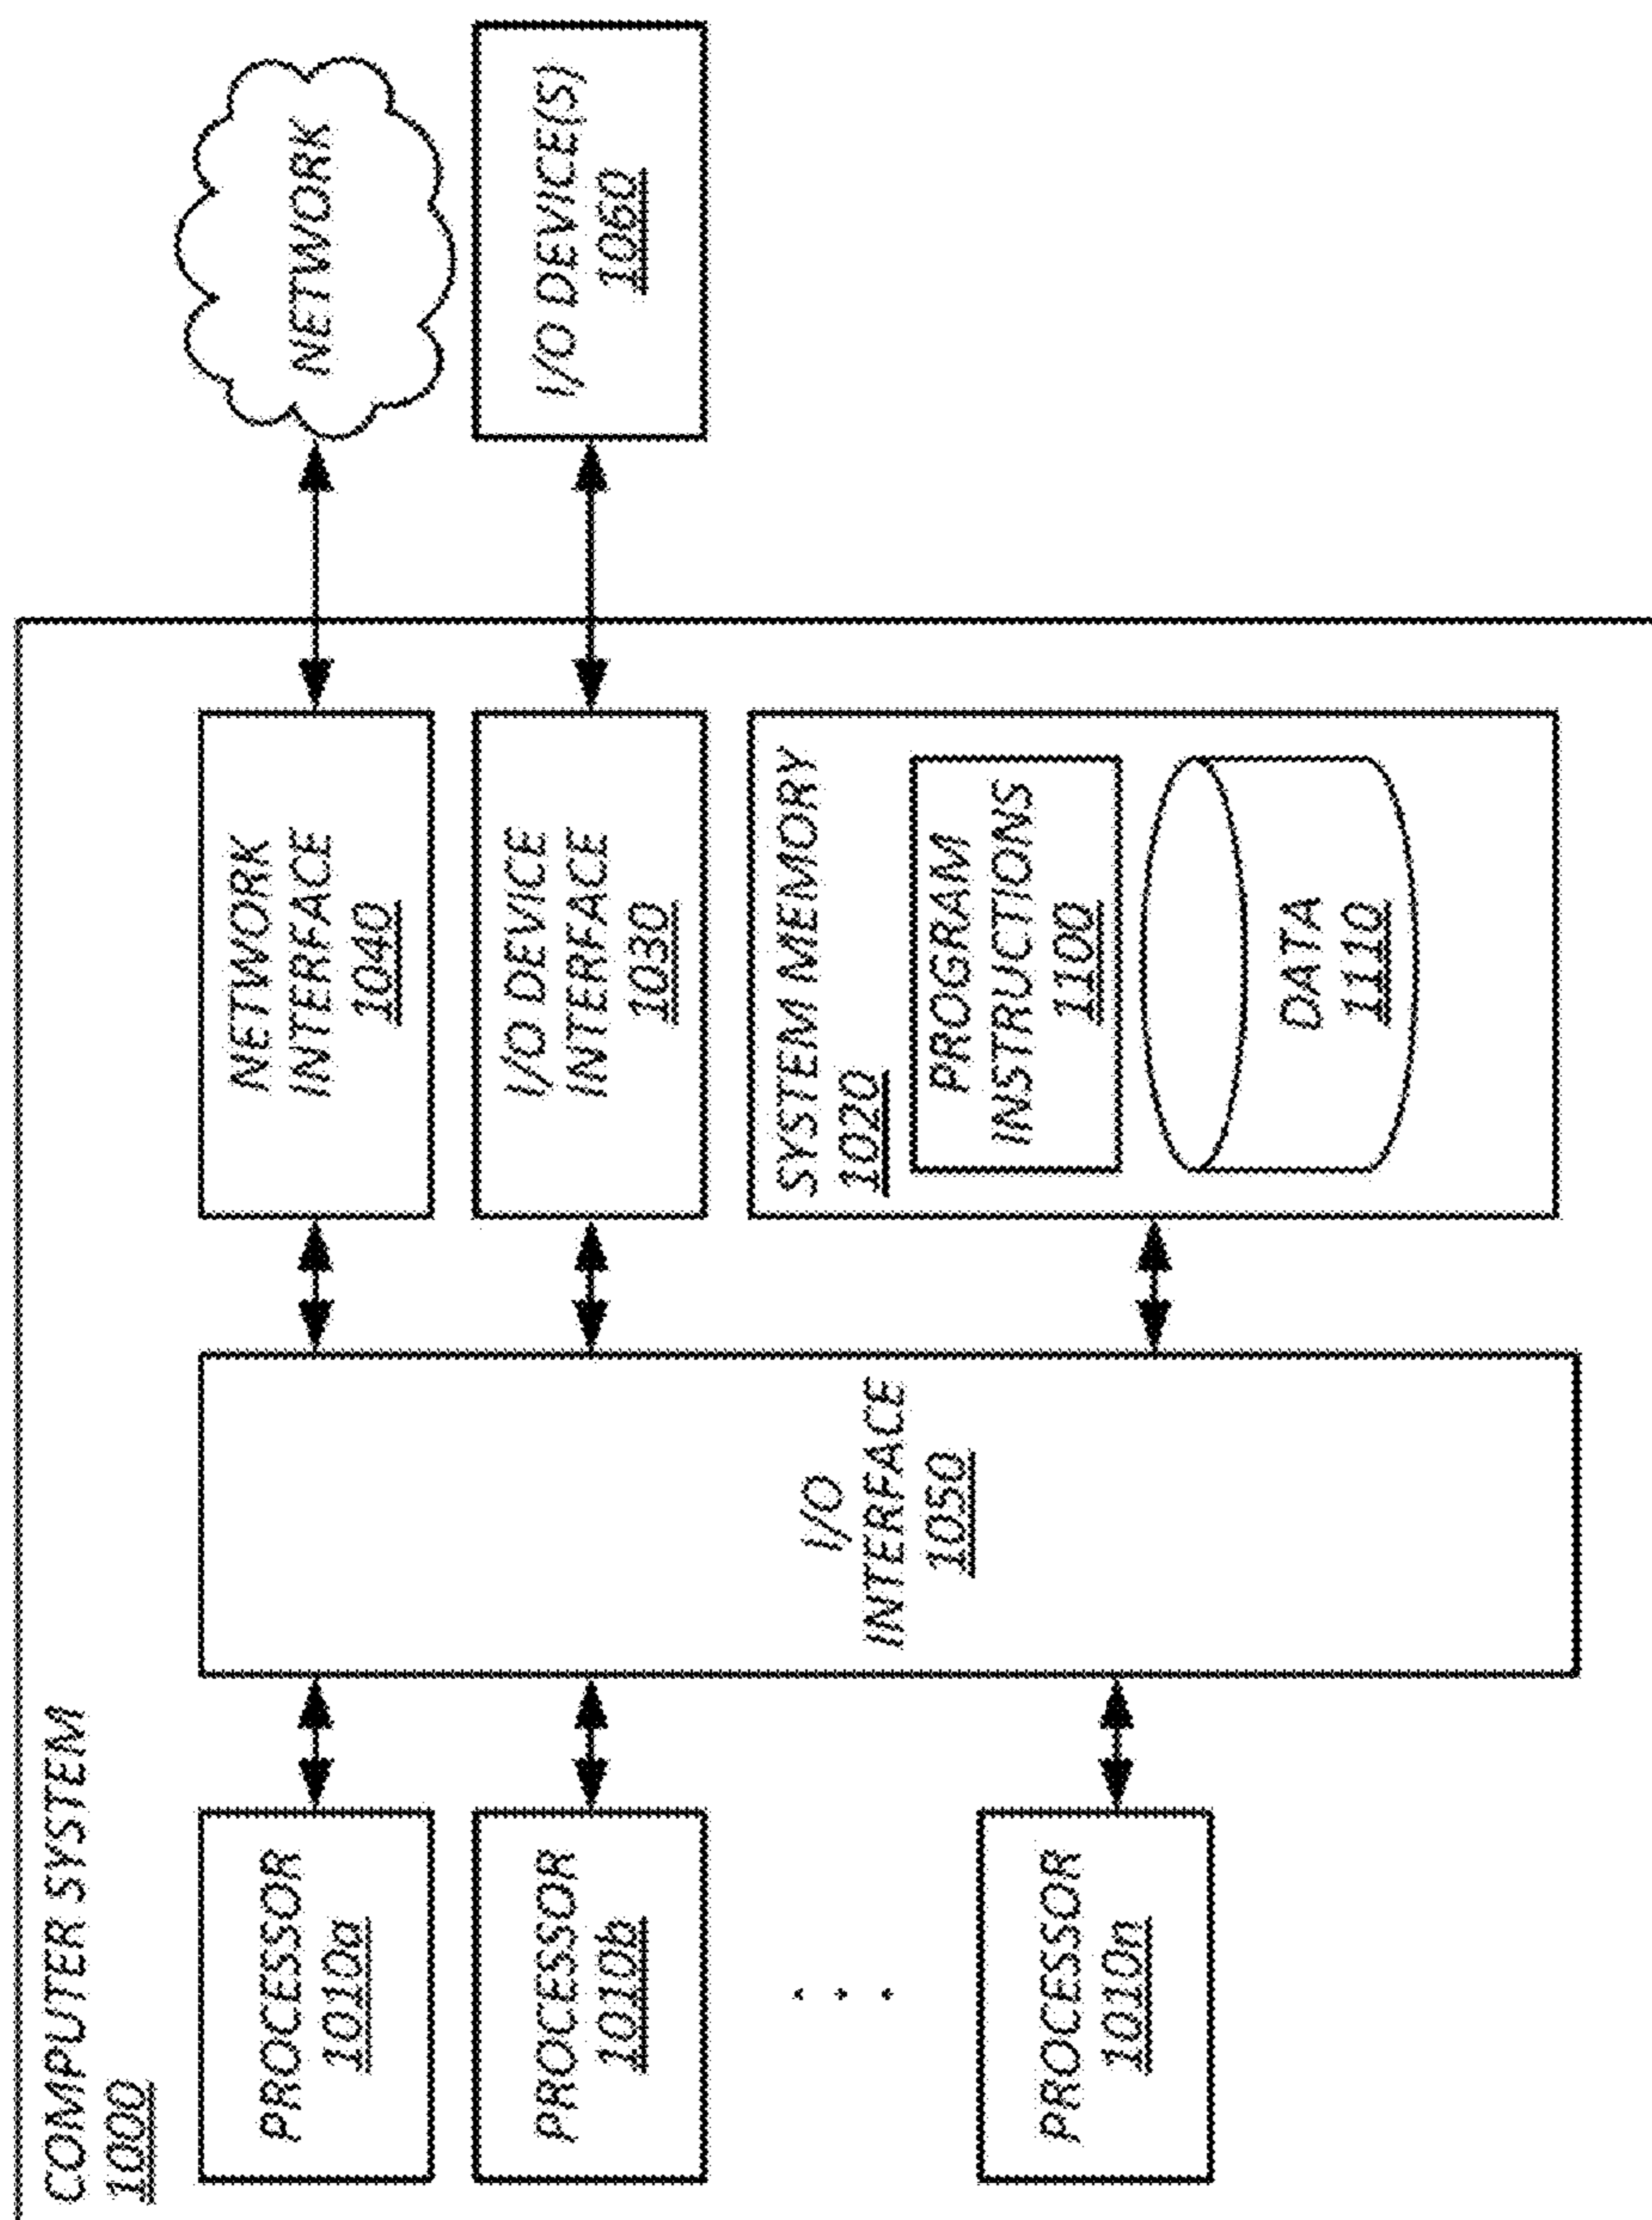 COMPUTER SYSTEM
1000
PROCESSOR
1010a
PROCESSOR
1010b
. . .
PROCESSOR
1010n
I/O
INTERFACE
1050
NETWORK
INTERFACE
1040
I/O DEVICE
INTERFACE
1030
SYSTEM MEMORY
1020
PROGRAM
INSTRUCTIONS
1100
DATA
1110
NETWORK
I/O DEVICE(S)
1060